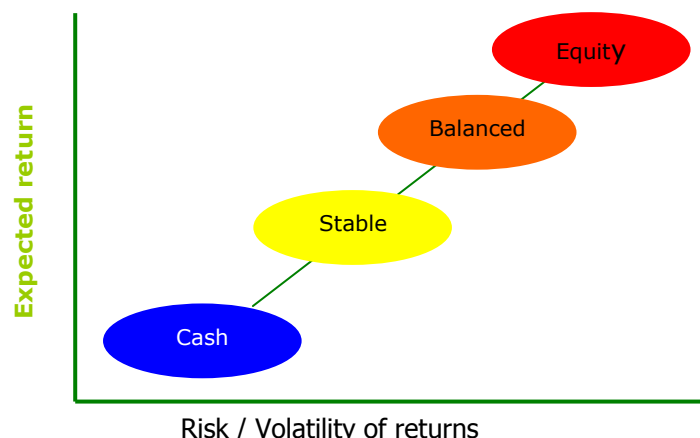 Equity
Balanced
Stable
Cash
Expected return
Risk / Volatility of returns